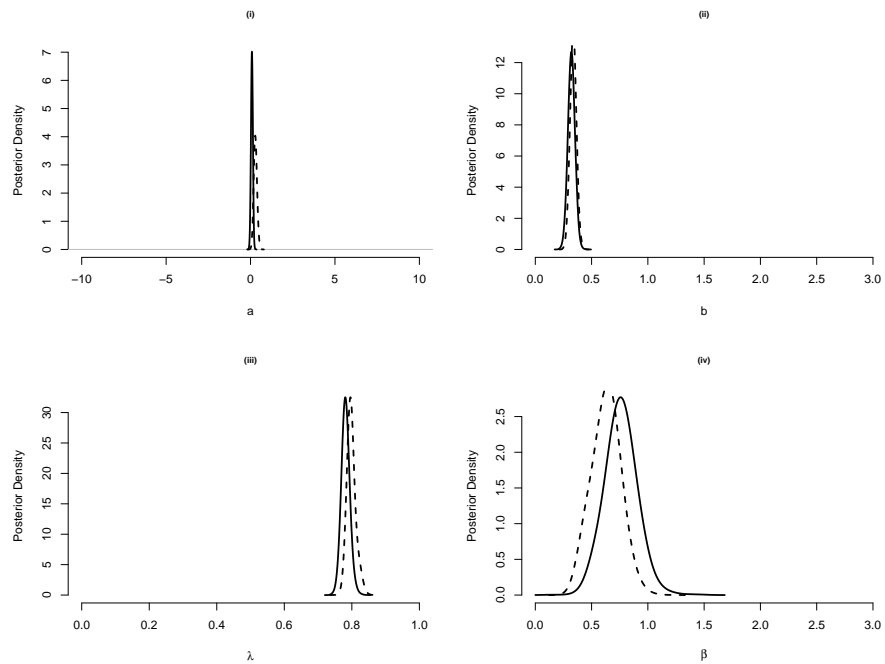 (i)
Posterior Density
0 1 2 3 4 5 6 7
−10 −5 0 5 10
a
(ii)
Posterior Density
0 2 4 6 8 10 12
0.0 0.5 1.0 1.5 2.0 2.5 3.0
b
(iii)
Posterior Density
0 5 10 15 20 25 30
0.0 0.2 0.4 0.6 0.8 1.0
λ
(iv)
Posterior Density
0.0 0.5 1.0 1.5 2.0 2.5
0.0 0.5 1.0 1.5 2.0 2.5 3.0
β